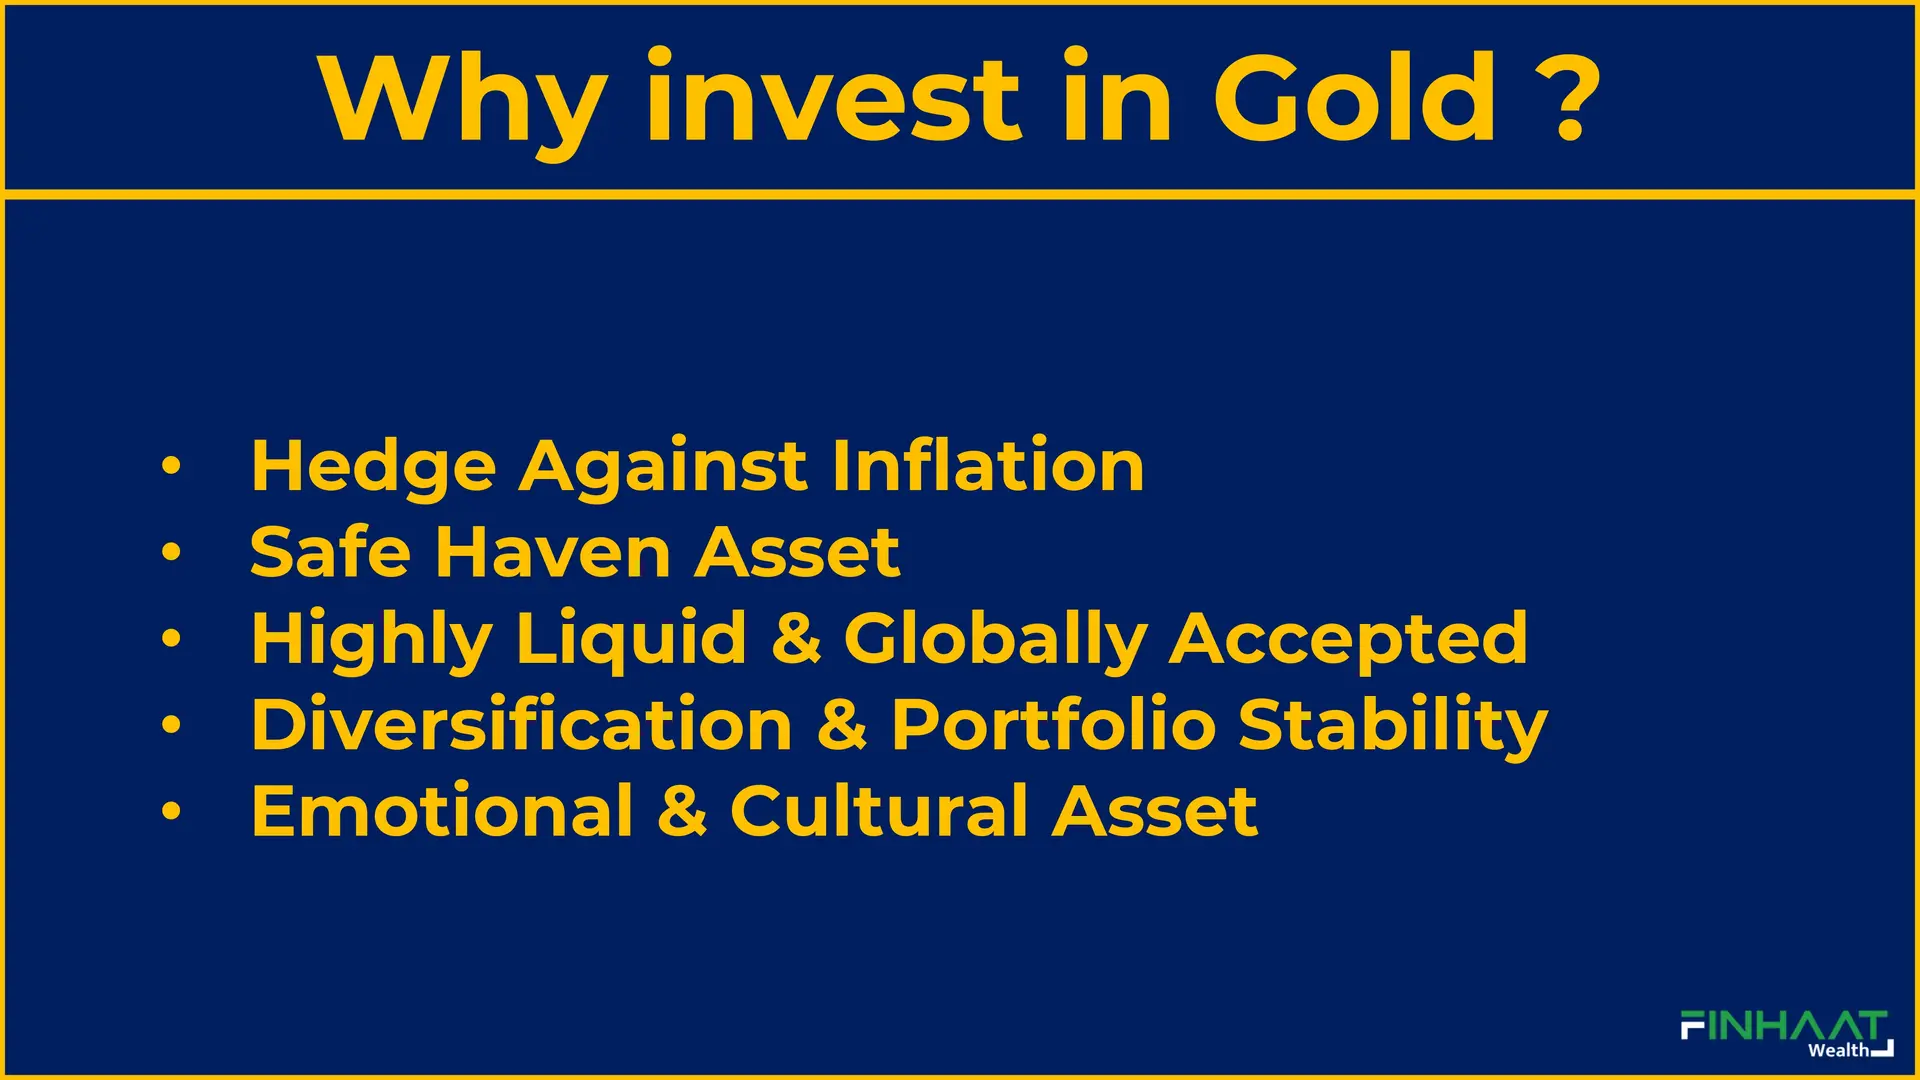 Why invest in Gold ?
• Hedge Against Inflation
• Safe Haven Asset
• Highly Liquid & Globally Accepted
• Diversification & Portfolio Stability
• Emotional & Cultural Asset
FINHAAT
Wealth